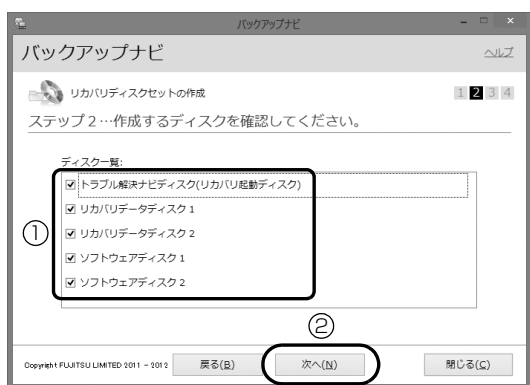 バックアップナビ
バックアップナビ
ヘルプ
リカバリディスクセットの作成
1 2 3 4
ステップ２…作成するディスクを確認してください。
ディスク一覧:
トラブル解決ナビディスク(リカバリ起動ディスク)
リカバリデータディスク 1
リカバリデータディスク 2
ソフトウェアディスク 1
ソフトウェアディスク 2
①
②
Copyright FUJITSU LIMITED 2011 - 2012
戻る(B)
次へ(N)
閉じる(C)